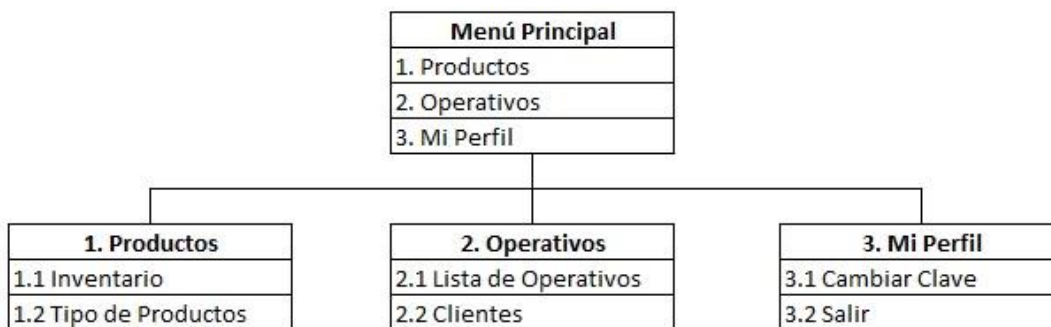 Menú Principal
1. Productos
2. Operativos
3. Mi Perfil
1. Productos
1.1 Inventario
1.2 Tipo de Productos
2. Operativos
2.1 Lista de Operativos
2.2 Clientes
3. Mi Perfil
3.1 Cambiar Clave
3.2 Salir